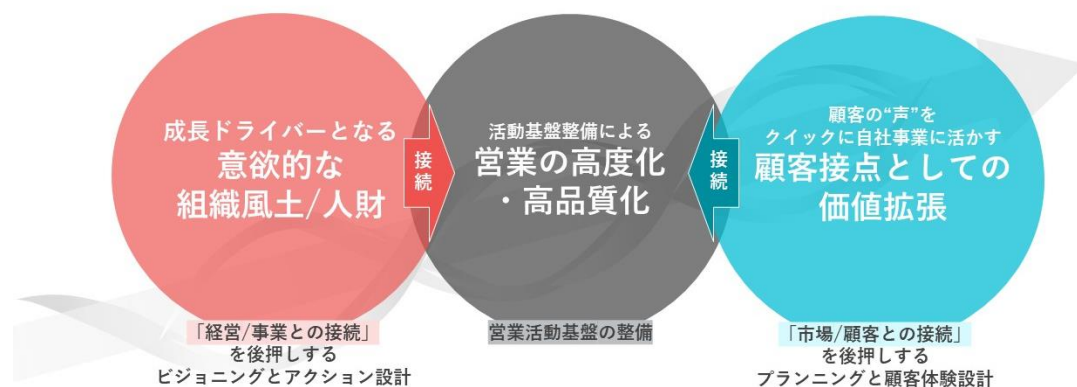 成長ドライバーとなる
意欲的な
組織風土/人財
接続
活動基盤整備による
営業の高度化
・高品質化
接続
顧客の“声”を
クイックに自社事業に活かす
顧客接点としての
価値拡張
「経営/事業との接続」
を後押しする
ビジョニングとアクション設計
営業活動基盤の整備
「市場/顧客との接続」
を後押しする
プランニングと顧客体験設計